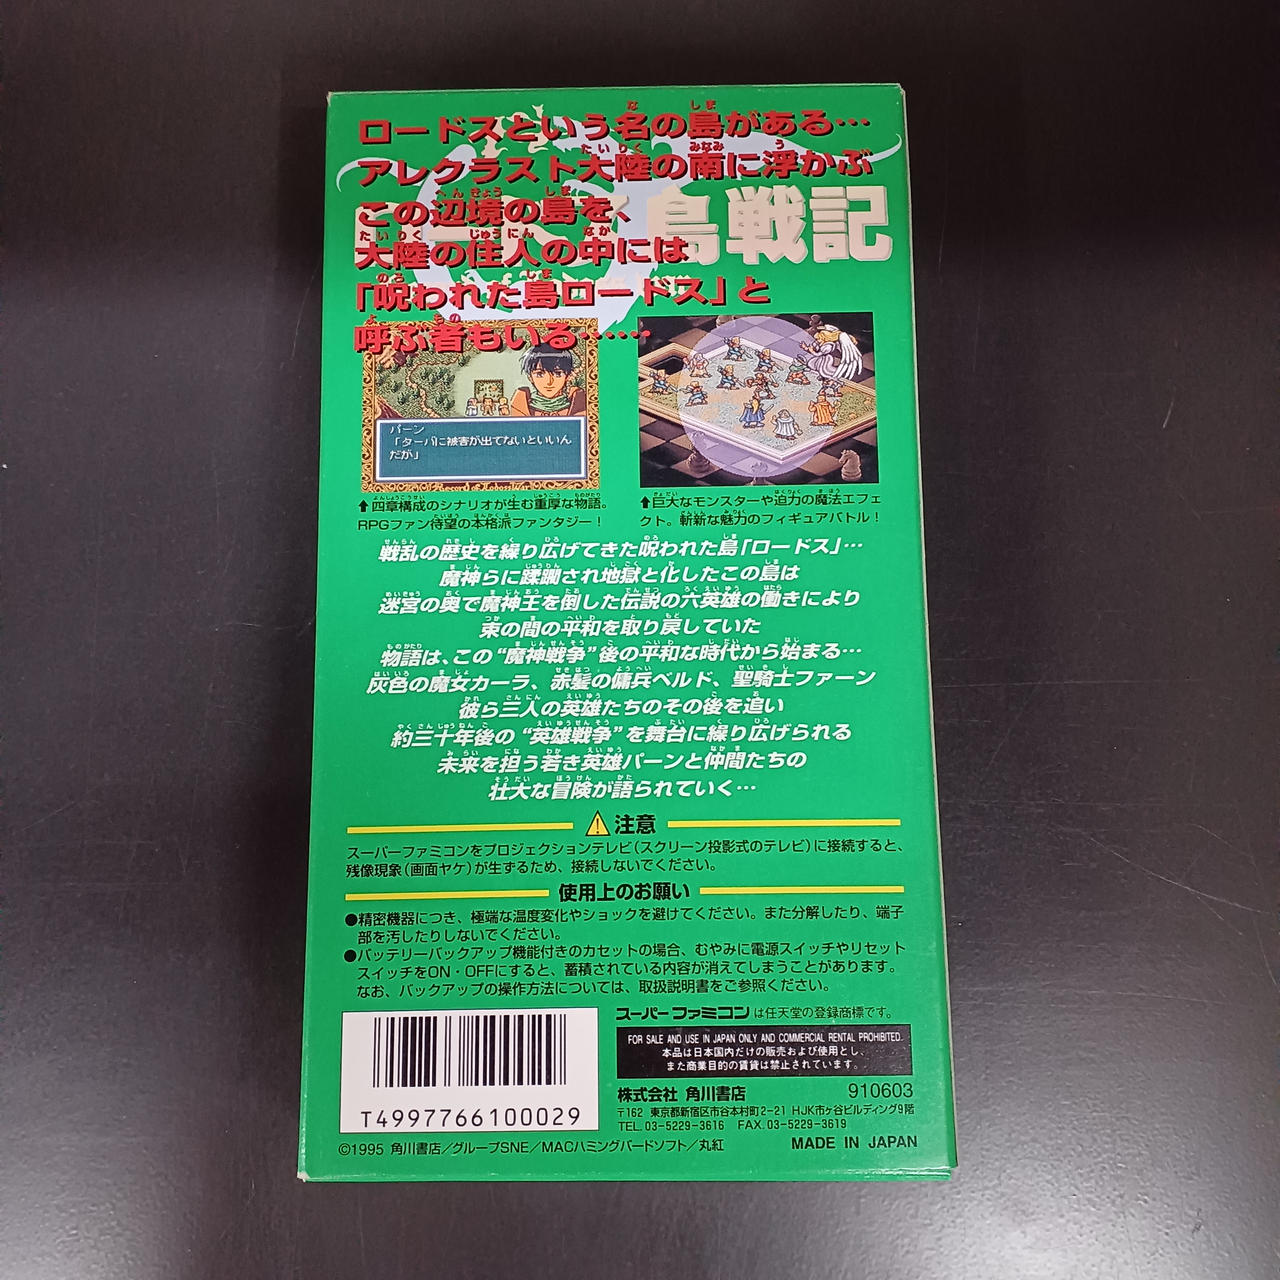 ロードスという名の島がある…
アレクラスト大陸の南に浮かぶ
この辺境の島を、
大陸の住人の中には
「呪われた島ロードス」と
呼ぶ者もいる……
島戦記
パーン
「ターバに被害が出てないといいん
だが」
Record of Lodoss War
⬆四章構成のシナリオが生む重厚な物語。
RPGファン待望の本格派ファンタジー！
⬆巨大なモンスターや迫力の魔法エフェ
クト。斬新な魅力のフィギュアバトル！
戦乱の歴史を繰り広げてきた呪われた島「ロードス」…
魔神らに蹂躙され地獄と化したこの島は
迷宮の奥で魔神王を倒した伝説の六英雄の働きにより
束の間の平和を取り戻していた
物語は、この“魔神戦争”後の平和な時代から始まる…
灰色の魔女カーラ、赤髪の傭兵ベルド、聖騎士ファーン
彼ら三人の英雄たちのその後を追い
約三十年後の“英雄戦争”を舞台に繰り広げられる
未来を担う若き英雄パーンと仲間たちの
壮大な冒険が語られていく…
⚠注意
スーパーファミコンをプロジェクションテレビ（スクリーン投影式のテレビ）に接続すると、
残像現象（画面ヤケ）が生ずるため、接続しないでください。
使用上のお願い
●精密機器につき、極端な温度変化やショックを避けてください。また分解したり、端子
部を汚したりしないでください。
●バッテリーバックアップ機能付きのカセットの場合、むやみに電源スイッチやリセット
スイッチをON・OFFにすると、蓄積されている内容が消えてしまうことがあります。
なお、バックアップの操作方法については、取扱説明書をご参照ください。
スーパーファミコンは任天堂の登録商標です。
FOR SALE AND USE IN JAPAN ONLY AND COMMERCIAL RENTAL PROHIBITED.
本品は日本国内だけの販売および使用とし、
また商業目的の賃貸は禁止されています。
株式会社 角川書店 910603
〒162 東京都新宿区市谷本村町2-21 HJK市ヶ谷ビルディング9階
TEL. 03-5229-3616 FAX. 03-5229-3619
T4997766100029
©1995 角川書店／グループSNE／MACハミングバードソフト／丸紅
MADE IN JAPAN